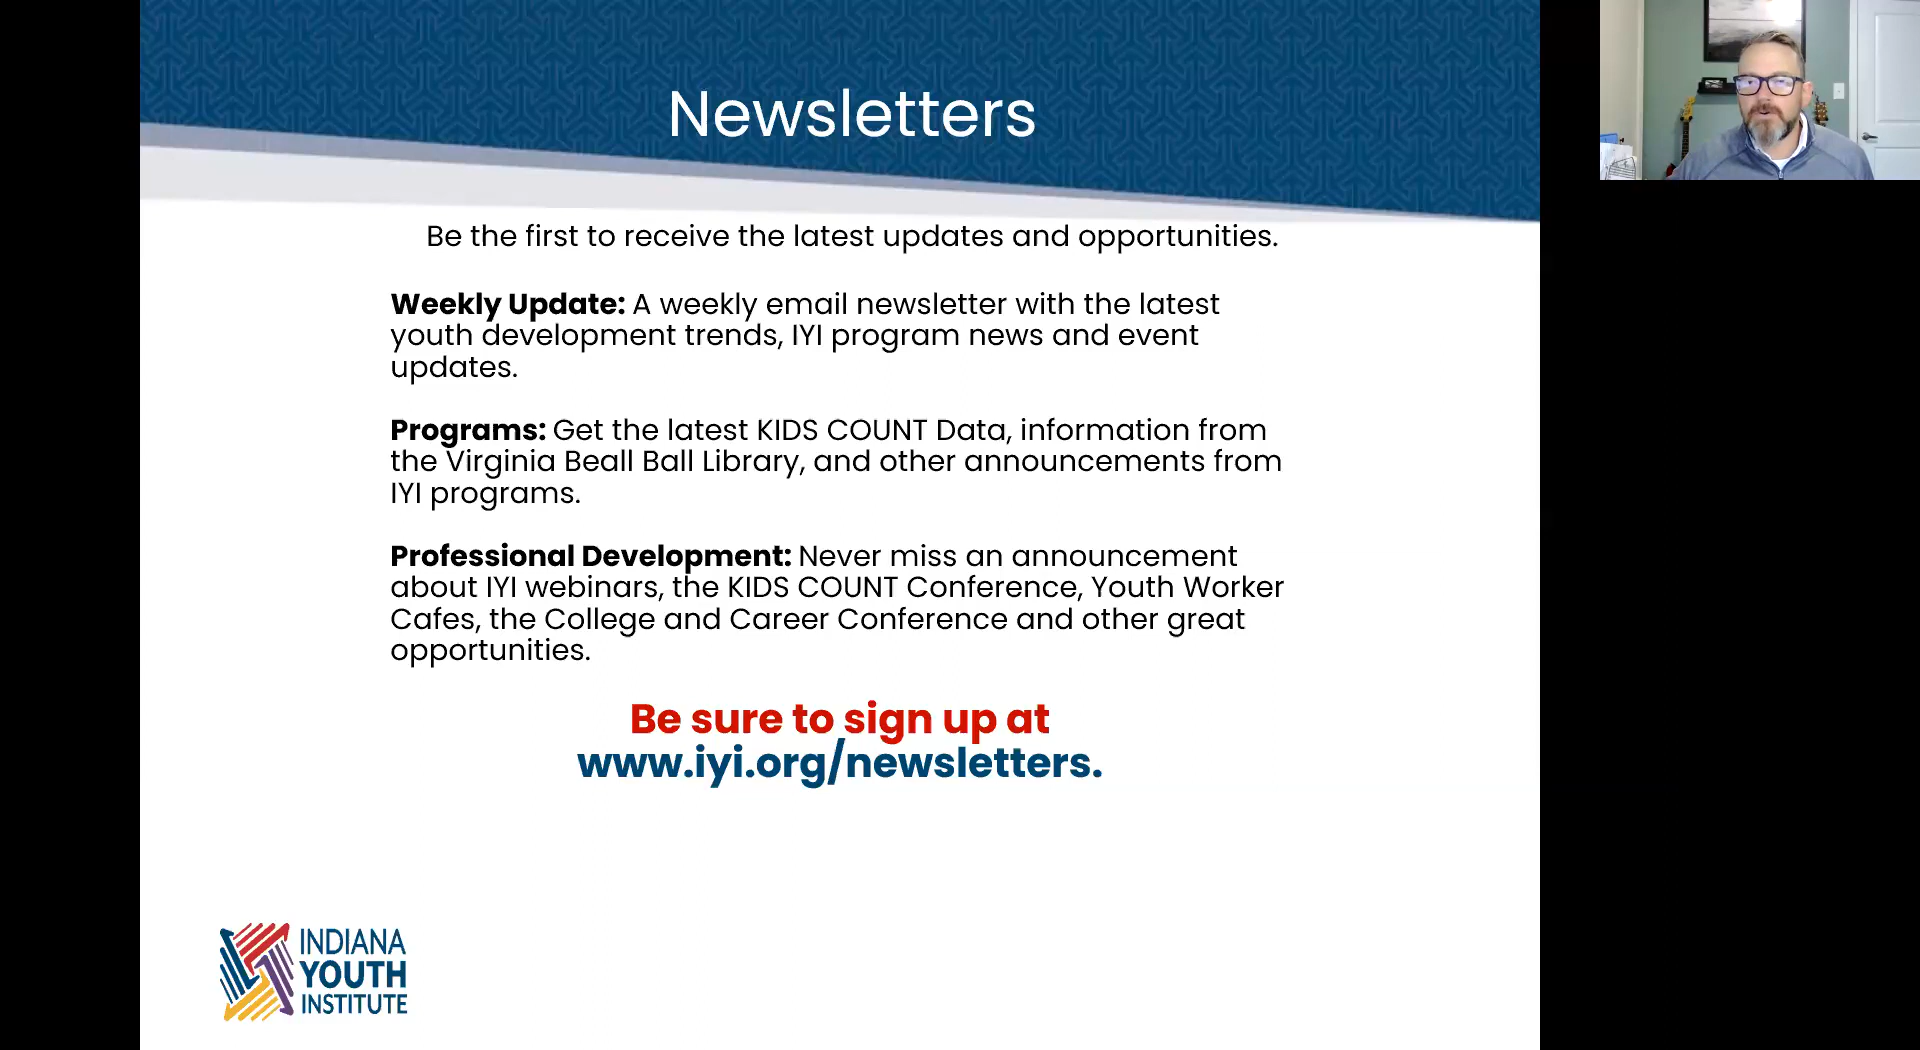 Newsletters
Be the first to receive the latest updates and opportunities.
Weekly Update: A weekly email newsletter with the latest
youth development trends, IYI program news and event
updates.
Programs: Get the latest KIDS COUNT Data, information from
the Virginia Beall Ball Library, and other announcements from
IYI programs.
Professional Development: Never miss an announcement
about IYI webinars, the KIDS COUNT Conference, Youth Worker
Cafes, the College and Career Conference and other great
opportunities.
Be sure to sign up at
www.iyi.org/newsletters.
INDIANA
YOUTH
INSTITUTE